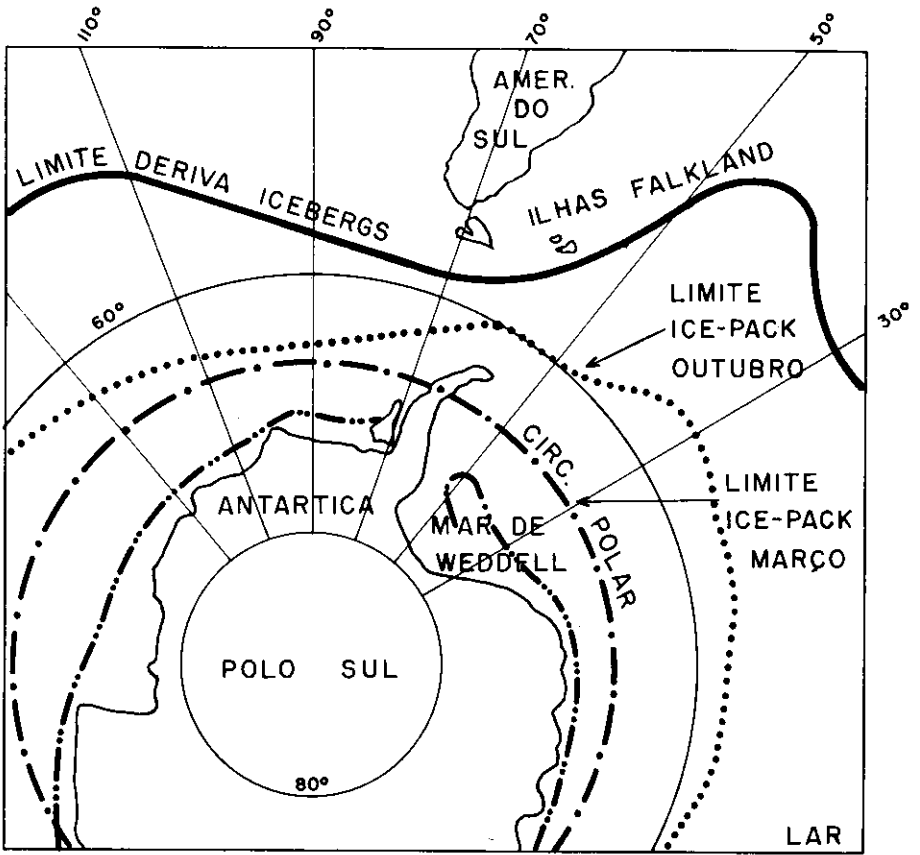 110°
90°
70°
50°
AMER.
DO
SUL
LIMITE DERIVA ICEBERGS
ILHAS FALKLAND
60°
LIMITE
ICE-PACK
OUTUBRO
30°
CIRC. POLAR
ANTARTICA
LIMITE
ICE-PACK
MARÇO
MAR DE
WEDDELL
POLO SUL
80°
LAR